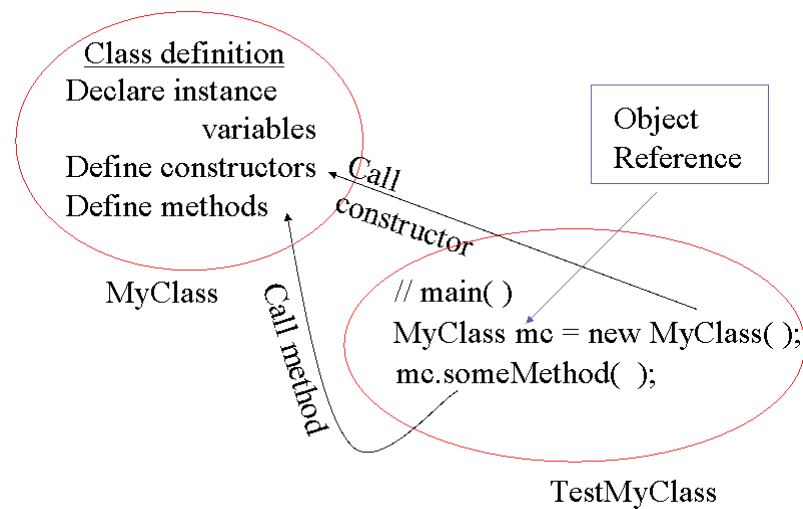 Class definition
Declare instance
variables
Define constructors
Define methods
MyClass
Object
Reference
Call
constructor
Call method
// main( )
MyClass mc = new MyClass( );
mc.someMethod(  );
TestMyClass